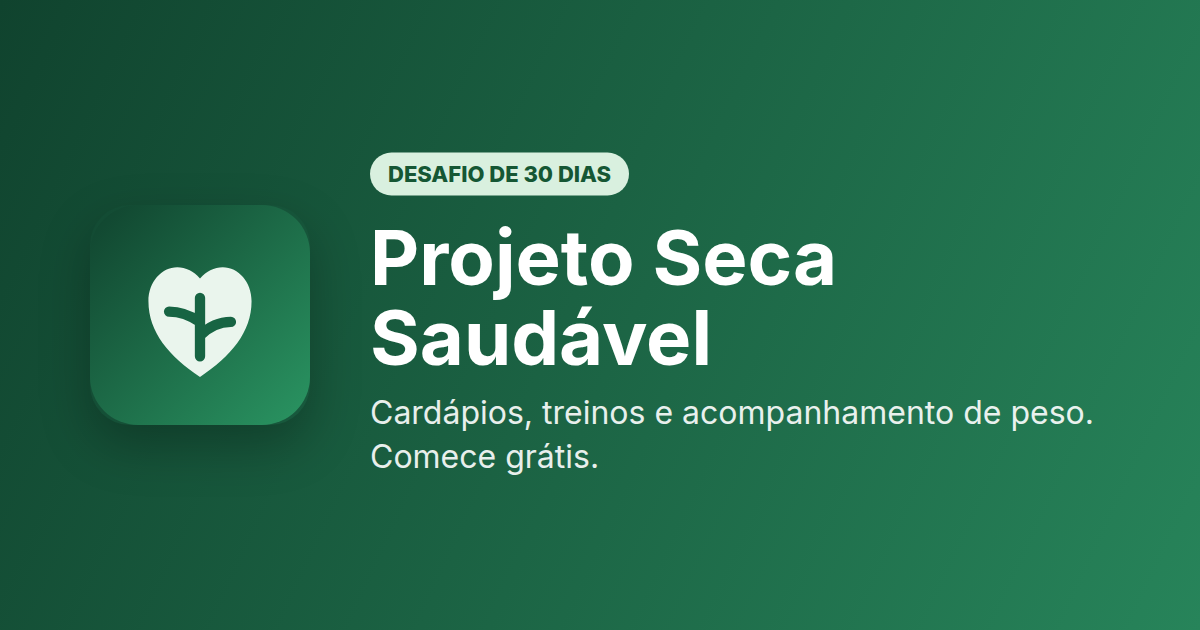 DESAFIO DE 30 DIAS
Projeto Seca
Saudável
Cardápios, treinos e acompanhamento de peso.
Comece grátis.